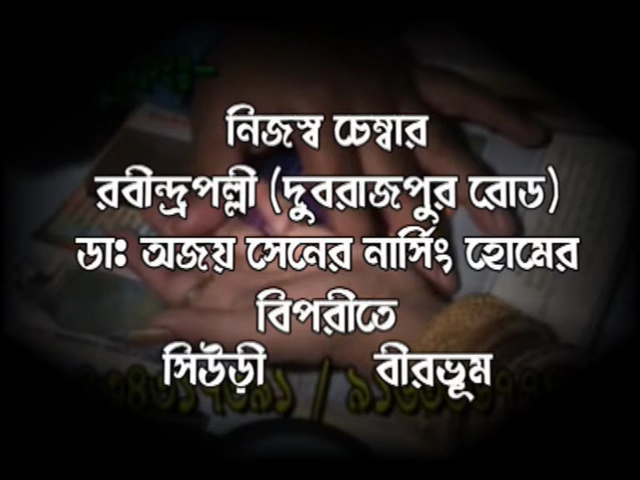 নিজস্ব চেম্বার
রবীন্দ্রপল্লী (দুবরাজপুর রোড)
ডাঃ অজয় সেনের নার্সিং হোমের
বিপরীতে
সিউড়ী বীরভূম